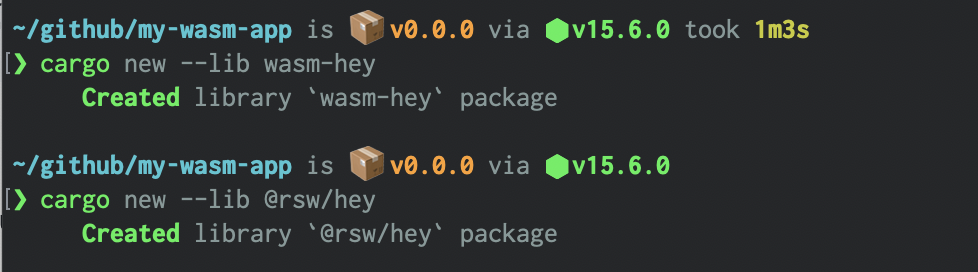 ~/github/my-wasm-app is 📦 v0.0.0 via ⬢ v15.6.0 took 1m3s
[❯ cargo new --lib wasm-hey
Created library `wasm-hey` package
~/github/my-wasm-app is 📦 v0.0.0 via ⬢ v15.6.0
[❯ cargo new --lib @rsw/hey
Created library `@rsw/hey` package